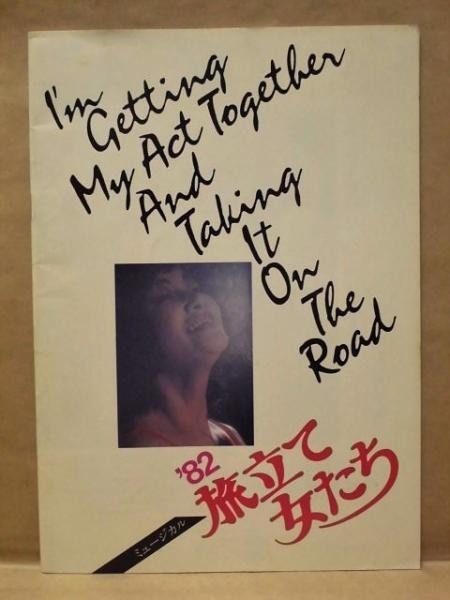 I'm
Getting
My Act Together
And
Taking
It
On
The
Road
'82
旅立て
女たち
ミュージカル